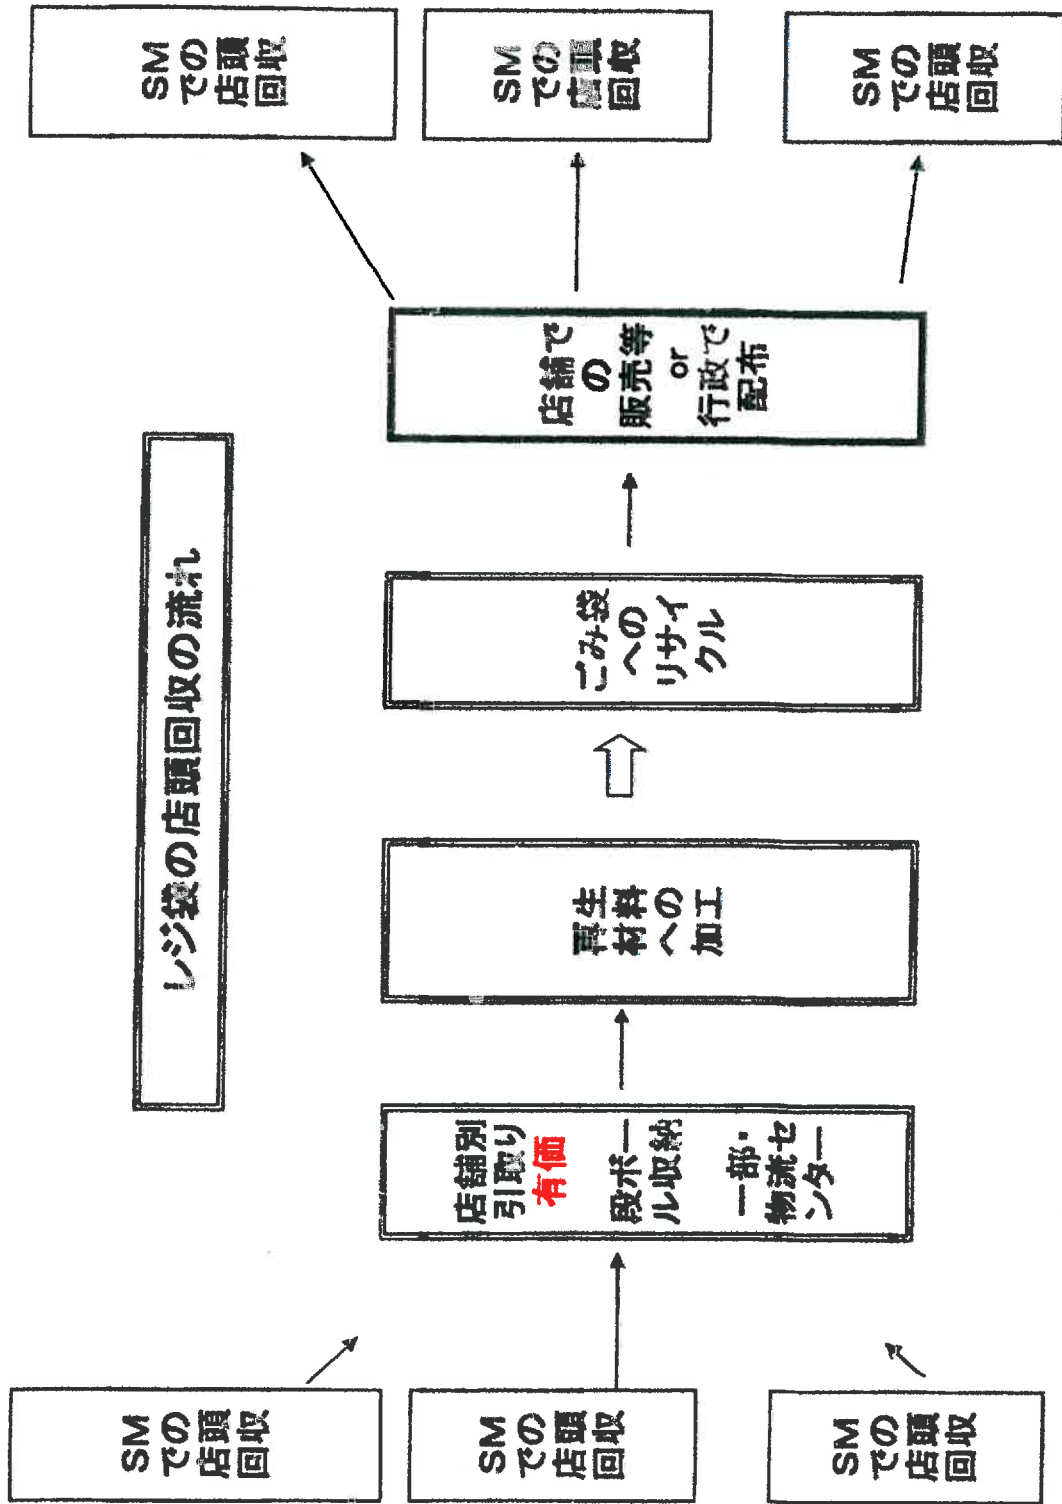 レジ袋の店頭回収の流れ
SM
での
店頭
回収
SM
での
店頭
回収
SM
での
店頭
回収
店舗別
引取り
有価
段ボー
ル収納
一部・
物流セ
ンター
再生
材料
への
加工
ごみ袋
への
リサイ
クル
店舗で
の
販売等
or
行政で
配布
SM
での
店頭
回収
SM
での
店頭
回収
SM
での
店頭
回収